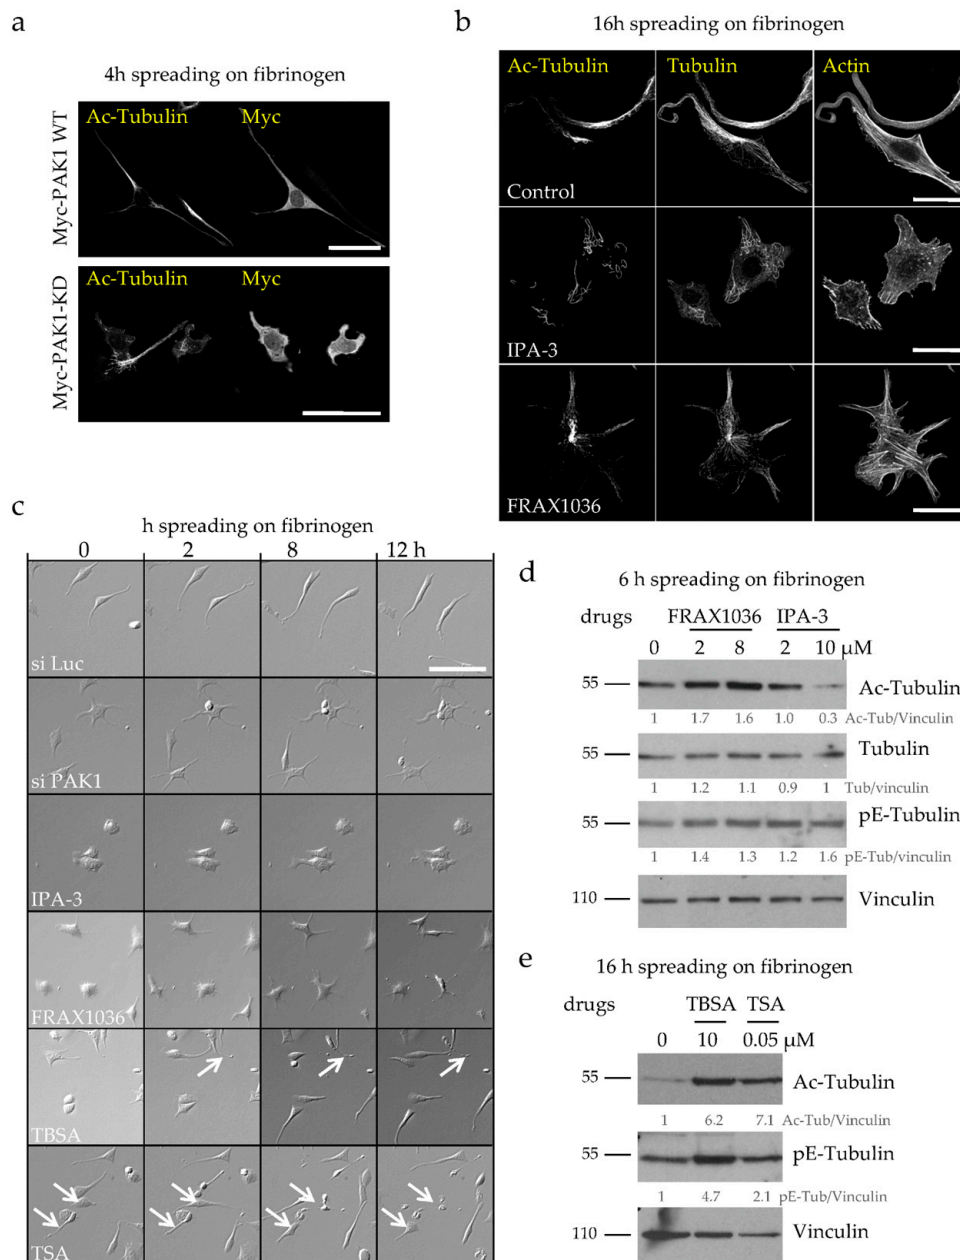 a
4h spreading on fibrinogen
Myc-PAK1 WT
Ac-Tubulin Myc
Myc-PAK1-KD
Ac-Tubulin Myc
b
16h spreading on fibrinogen
Ac-Tubulin Tubulin Actin
Control
IPA-3
FRAX1036
c
h spreading on fibrinogen
0 2 8 12 h
si Luc
si PAK1
IPA-3
FRAX1036
TBSA
TSA
d
6 h spreading on fibrinogen
drugs FRAX1036 IPA-3
0 2 8 2 10 µM
55 Ac-Tubulin
1 1.7 1.6 1.0 0.3 Ac-Tub/Vinculin
55 Tubulin
1 1.2 1.1 0.9 1 Tub/vinculin
55 pE-Tubulin
1 1.4 1.3 1.2 1.6 pE-Tub/vinculin
110 Vinculin
e
16 h spreading on fibrinogen
drugs TBSA TSA
0 10 0.05 µM
55 Ac-Tubulin
1 6.2 7.1 Ac-Tub/Vinculin
55 pE-Tubulin
1 4.7 2.1 pE-Tub/Vinculin
110 Vinculin